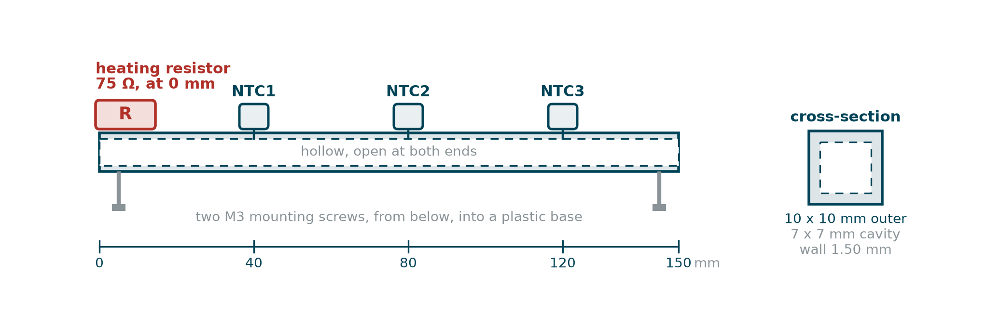 heating resistor
75 Ω, at 0 mm
NTC1
NTC2
NTC3
R
cross-section
hollow, open at both ends
two M3 mounting screws, from below, into a plastic base
10 x 10 mm outer
7 x 7 mm cavity
wall 1.50 mm
0
40
80
120
150 mm